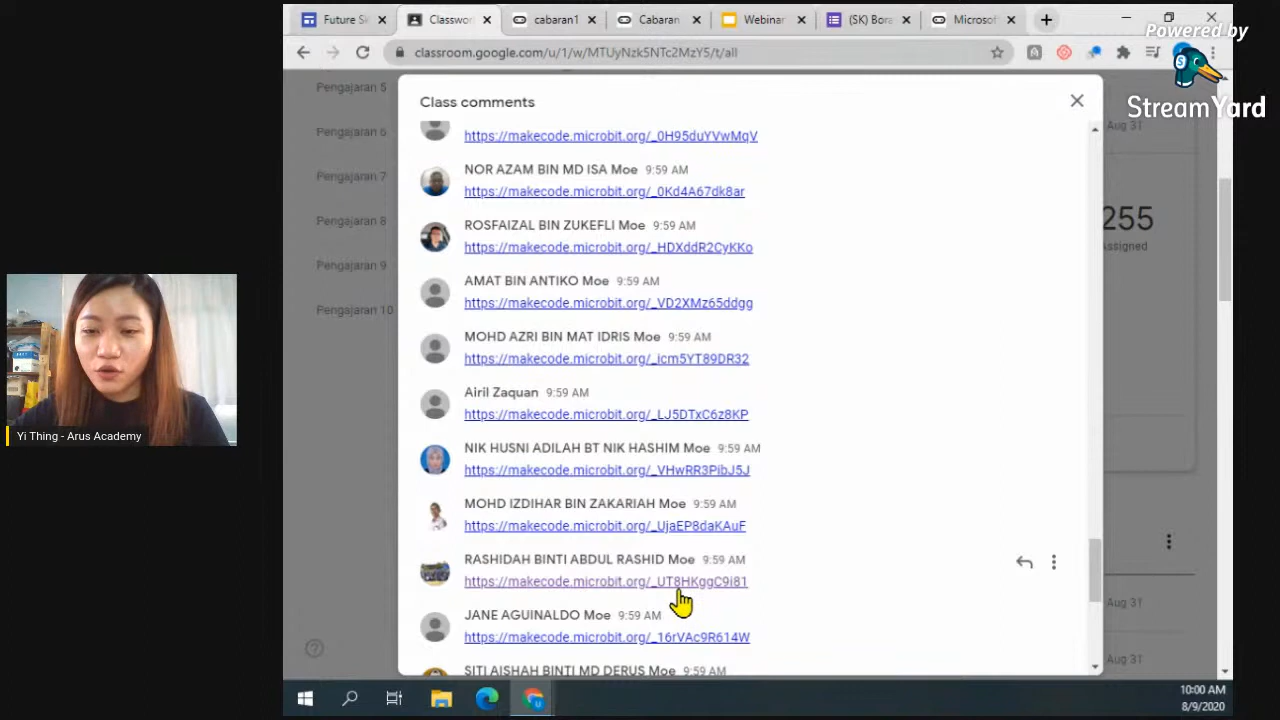 Future Sk
Classwor
cabaran1
Cabaran
Webinar
(SK) Bora
Microsof
Powered by
StreamYard
classroom.google.com/u/1/w/MTUyNzk5NTc2MzY5/t/all
Pengajaran 5
Pengajaran 6
Pengajaran 7
Pengajaran 8
Pengajaran 9
Pengajaran 10
Class comments
https://makecode.microbit.org/_0H95duYVwMqV
NOR AZAM BIN MD ISA Moe 9:59 AM
https://makecode.microbit.org/_0Kd4A67dk8ar
ROSFAIZAL BIN ZUKEFLI Moe 9:59 AM
https://makecode.microbit.org/_HDXddR2CyKKo
AMAT BIN ANTIKO Moe 9:59 AM
https://makecode.microbit.org/_VD2XMz65ddgg
MOHD AZRI BIN MAT IDRIS Moe 9:59 AM
https://makecode.microbit.org/_icm5YT89DR32
Airil Zaquan 9:59 AM
https://makecode.microbit.org/_LJ5DTxC6z8KP
NIK HUSNI ADILAH BT NIK HASHIM Moe 9:59 AM
https://makecode.microbit.org/_VHwRR3PibJ5J
MOHD IZDIHAR BIN ZAKARIAH Moe 9:59 AM
https://makecode.microbit.org/_UjaEP8daKAuF
RASHIDAH BINTI ABDUL RASHID Moe 9:59 AM
https://makecode.microbit.org/_UT8HKggC9i81
JANE AGUINALDO Moe 9:59 AM
https://makecode.microbit.org/_16rVAc9R614W
SITI AISHAH BINTI MD DERUS Moe 9:59 AM
Aug 31
255
Assigned
Aug 31
Aug 31
Yi Thing - Arus Academy
10:00 AM
8/9/2020